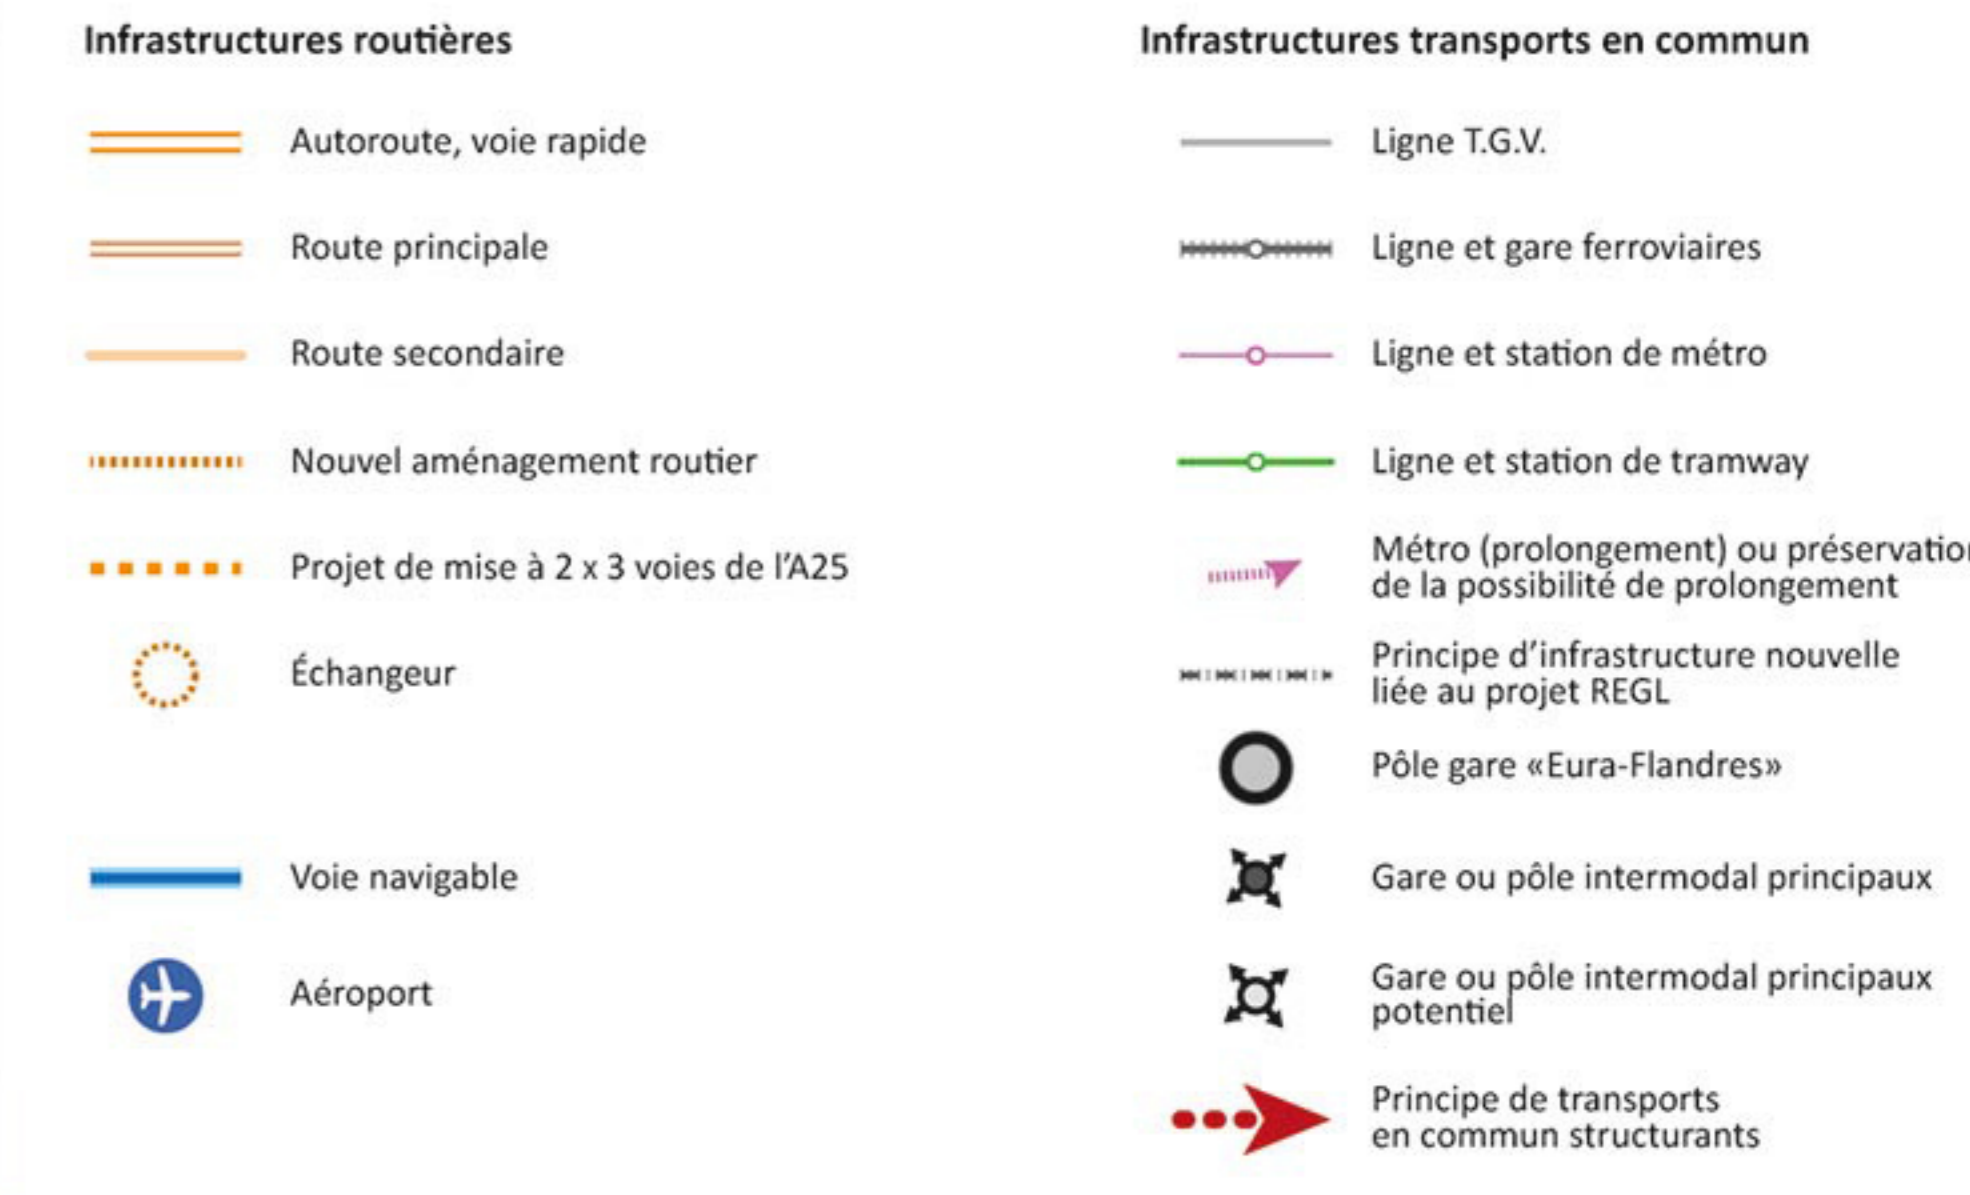 Infrastructures routières
Autoroute, voie rapide
Route principale
Route secondaire
Nouvel aménagement routier
Projet de mise à 2 x 3 voies de l'A25
Échangeur
Voie navigable
Aéroport
Infrastructures transports en commun
Ligne T.G.V.
Ligne et gare ferroviaires
Ligne et station de métro
Ligne et station de tramway
Métro (prolongement) ou préservation
de la possibilité de prolongement
Principe d'infrastructure nouvelle
liée au projet REGL
Pôle gare «Eura-Flandres»
Gare ou pôle intermodal principaux
Gare ou pôle intermodal principaux
potentiel
Principe de transports
en commun structurants